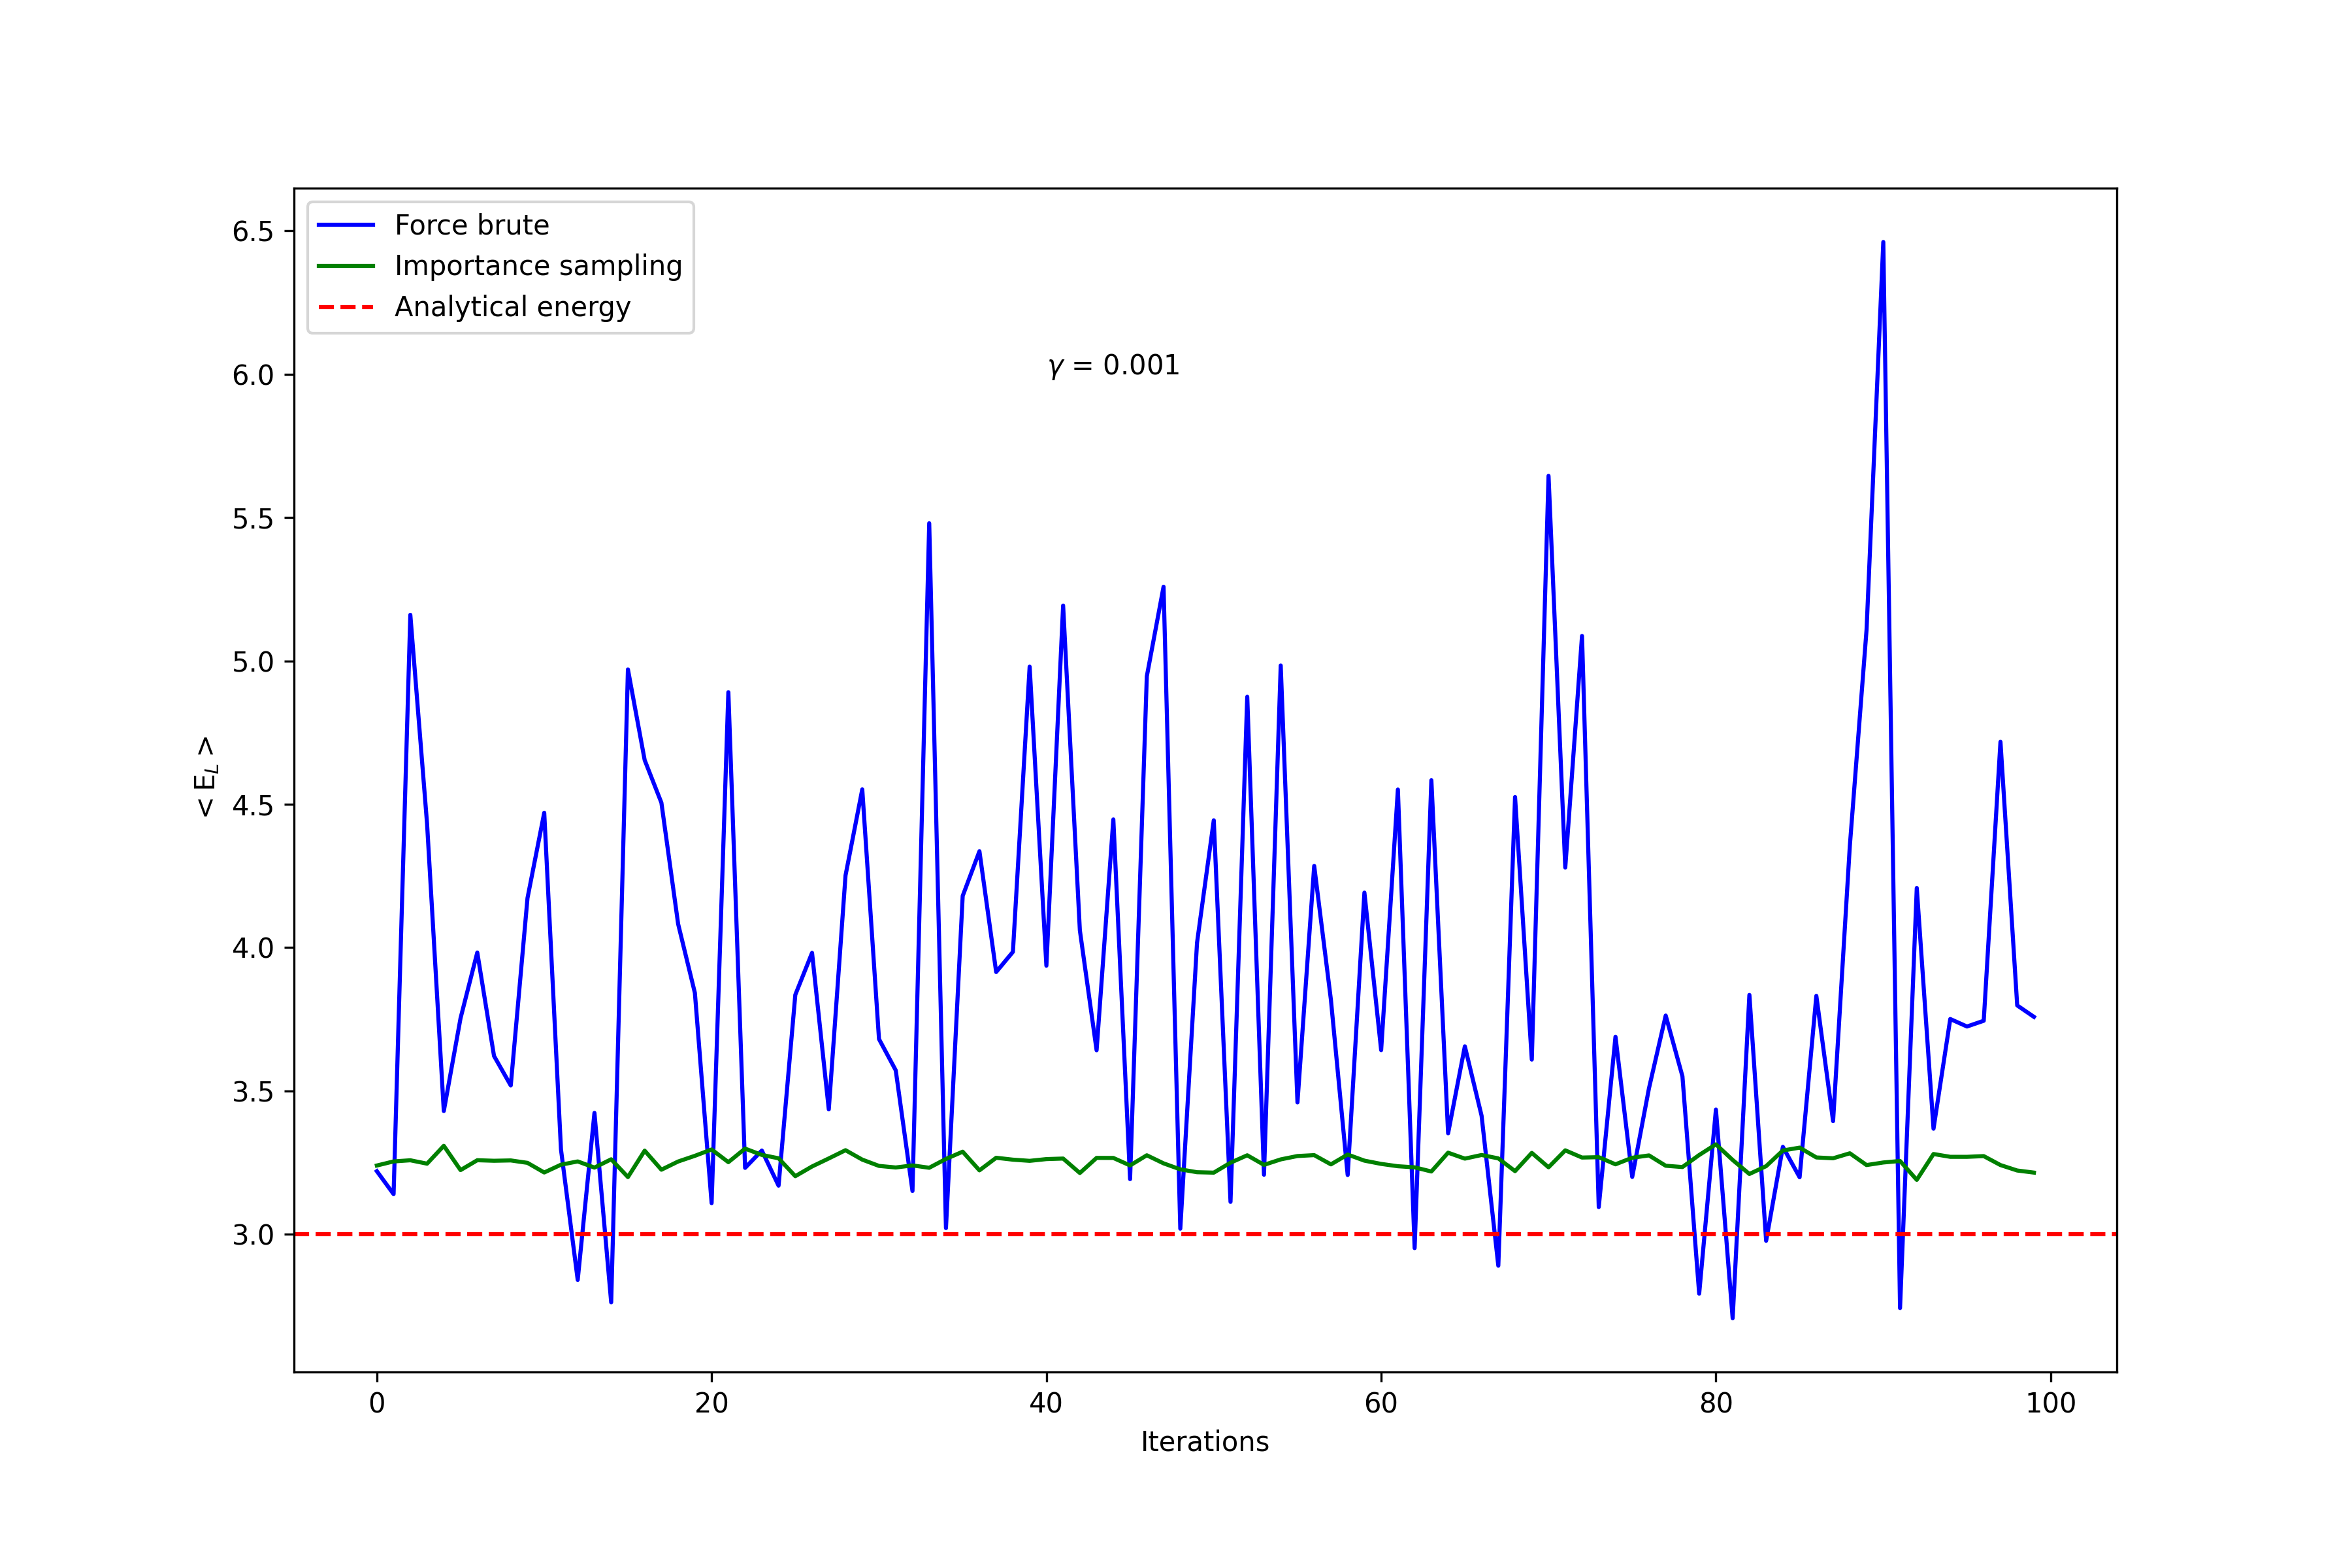 Force brute
Importance sampling
Analytical energy
γ = 0.001
6.5
6.0
5.5
5.0
4.5
4.0
3.5
3.0
< E_L >
0 20 40 60 80 100
Iterations